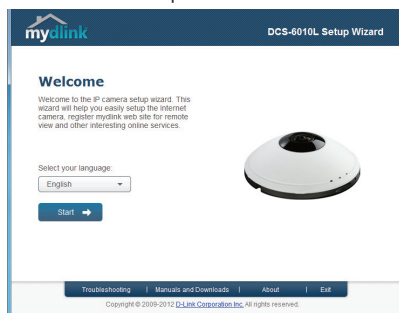 mydlink
DCS-6010L Setup Wizard
Welcome
Welcome to the IP camera setup wizard. This
wizard will help you easily setup the Internet
camera, register mydlink web site for remote
view and other interesting online services.
Select your language:
English
Start
Troubleshooting | Manuals and Downloads | About | Exit
Copyright © 2009-2012 D-Link Corporation Inc. All rights reserved.